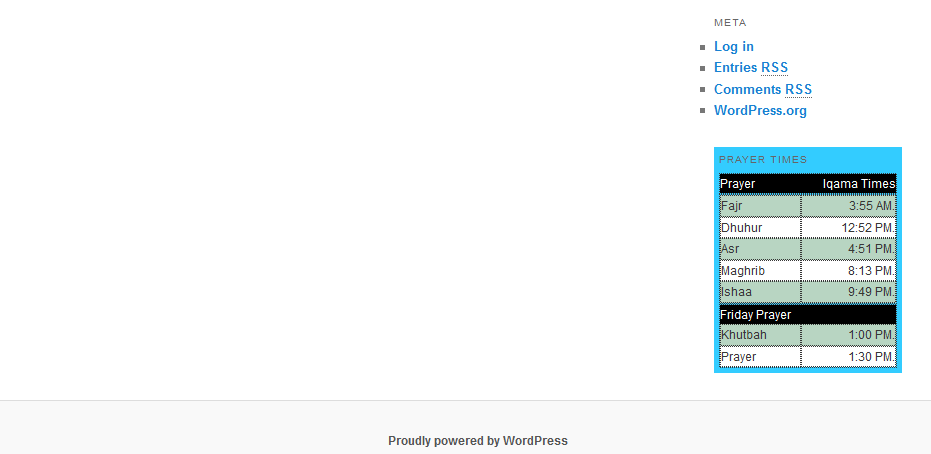 META
Log in
Entries RSS
Comments RSS
WordPress.org
PRAYER TIMES
Prayer Iqama Times
Fajr 3:55 AM.
Dhuhur 12:52 PM.
Asr 4:51 PM.
Maghrib 8:13 PM.
Ishaa 9:49 PM.
Friday Prayer
Khutbah 1:00 PM.
Prayer 1:30 PM.
Proudly powered by WordPress